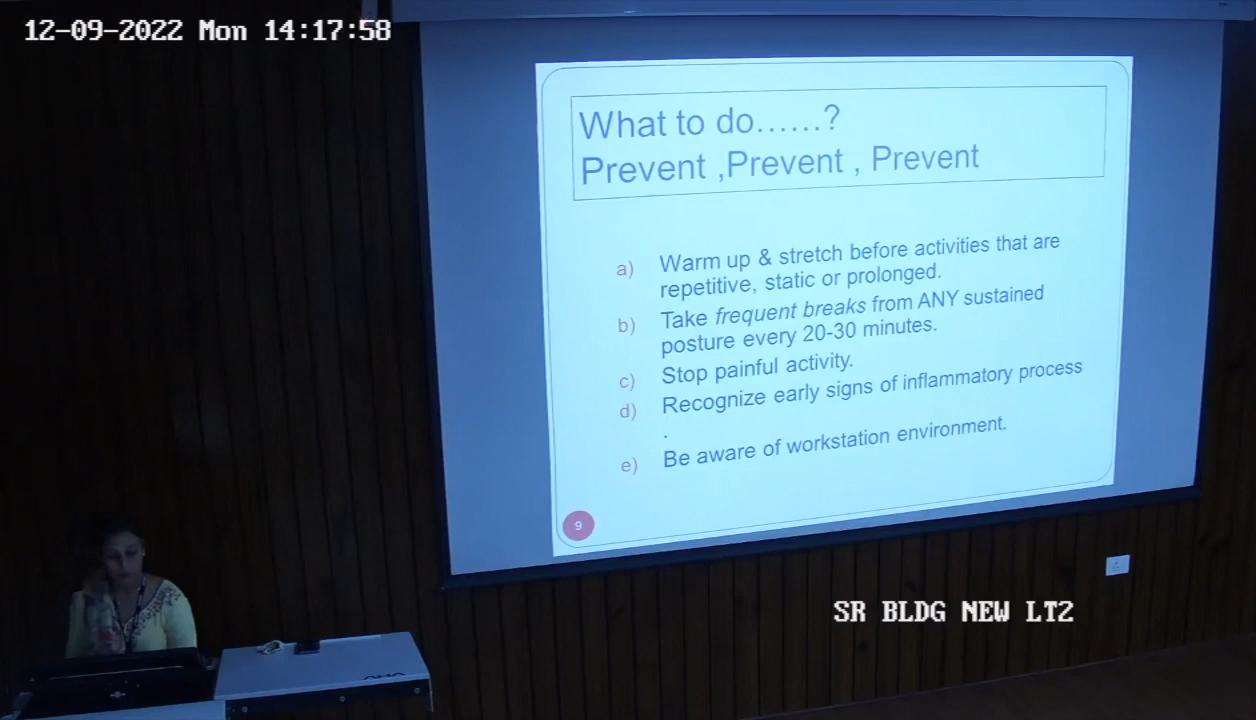 12-09-2022 Mon 14:17:58
What to do......?
Prevent ,Prevent , Prevent
a) Warm up & stretch before activities that are
repetitive, static or prolonged.
b) Take frequent breaks from ANY sustained
posture every 20-30 minutes.
c) Stop painful activity.
d) Recognize early signs of inflammatory process
.
e) Be aware of workstation environment.
9
SR BLDG NEW LT2